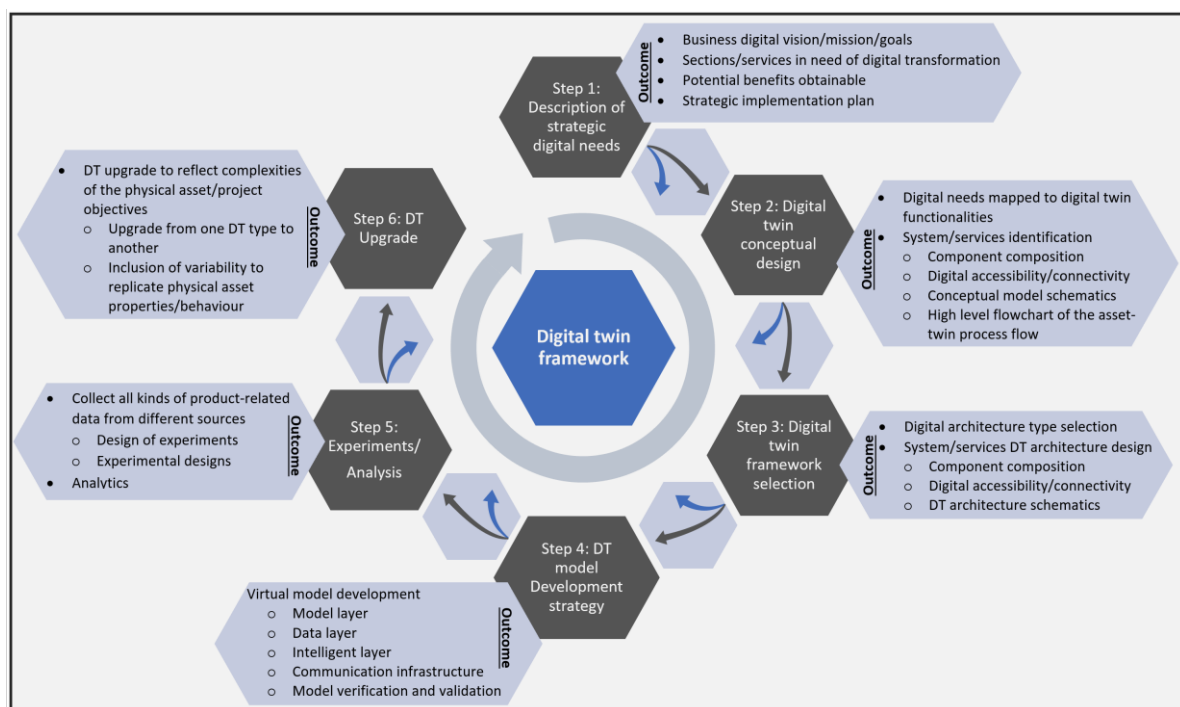 Outcome
• Business digital vision/mission/goals
• Sections/services in need of digital transformation
• Potential benefits obtainable
• Strategic implementation plan
Step 1:
Description of
strategic
digital needs
Step 2: Digital
twin
conceptual
design
Outcome
• Digital needs mapped to digital twin
functionalities
• System/services identification
o Component composition
o Digital accessibility/connectivity
o Conceptual model schematics
o High level flowchart of the asset-
twin process flow
Step 3: Digital
twin
framework
selection
Outcome
• Digital architecture type selection
• System/services DT architecture design
o Component composition
o Digital accessibility/connectivity
o DT architecture schematics
Step 4: DT
model
Development
strategy
Virtual model development
o Model layer
o Data layer
o Intelligent layer
o Communication infrastructure
o Model verification and validation
Outcome
Step 5:
Experiments/
Analysis
• Collect all kinds of product-related
data from different sources
o Design of experiments
o Experimental designs
• Analytics
Outcome
Step 6: DT
Upgrade
• DT upgrade to reflect complexities
of the physical asset/project
objectives
o Upgrade from one DT type to
another
o Inclusion of variability to
replicate physical asset
properties/behaviour
Outcome
Digital twin
framework